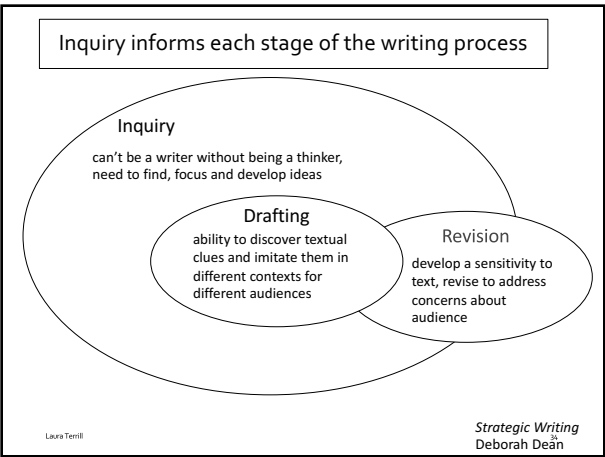 Inquiry informs each stage of the writing process
Inquiry
can't be a writer without being a thinker,
need to find, focus and develop ideas
Drafting
ability to discover textual
clues and imitate them in
different contexts for
different audiences
Revision
develop a sensitivity to
text, revise to address
concerns about
audience
Laura Terrill
Strategic Writing
34
Deborah Dean